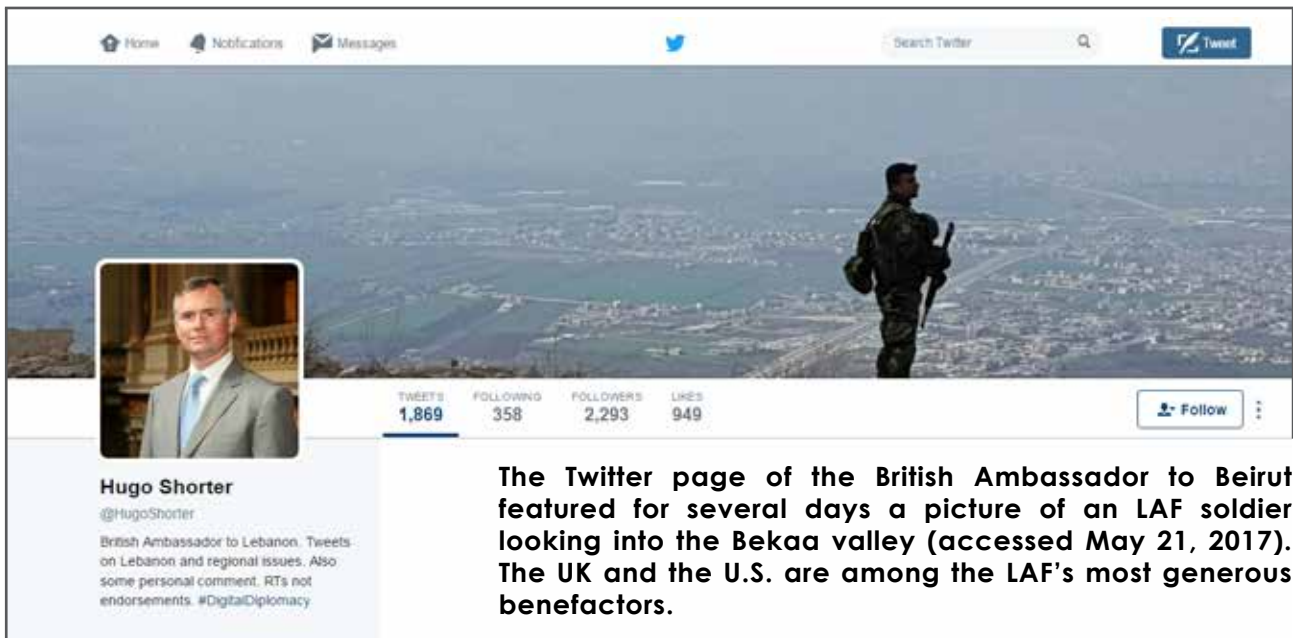 Home Notifications Messages Search Twitter Tweet
TWEETS FOLLOWING FOLLOWERS LIKES
1,869 358 2,293 949
Follow
Hugo Shorter
@HugoShorter
British Ambassador to Lebanon. Tweets
on Lebanon and regional issues. Also
some personal comment. RTs not
endorsements. #DigitalDiplomacy
The Twitter page of the British Ambassador to Beirut
featured for several days a picture of an LAF soldier
looking into the Bekaa valley (accessed May 21, 2017).
The UK and the U.S. are among the LAF's most generous
benefactors.